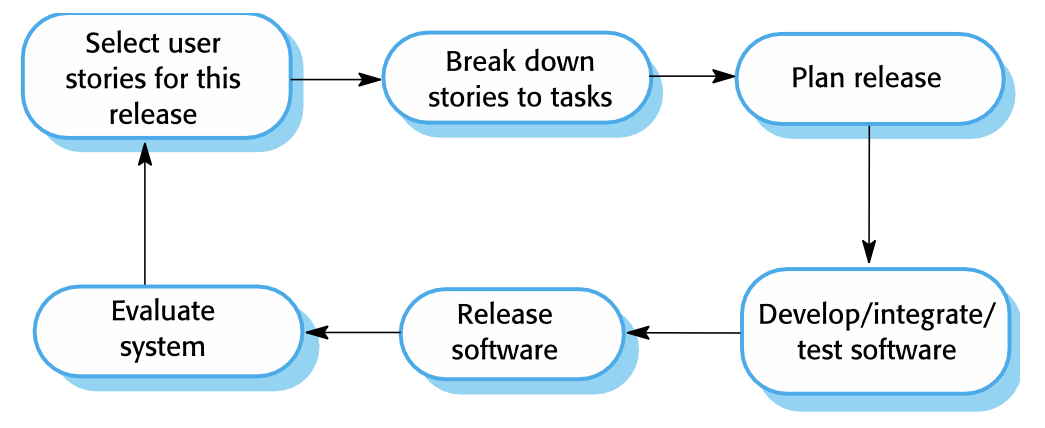 Select user
stories for this
release
Break down
stories to tasks
Plan release
Evaluate
system
Release
software
Develop/integrate/
test software